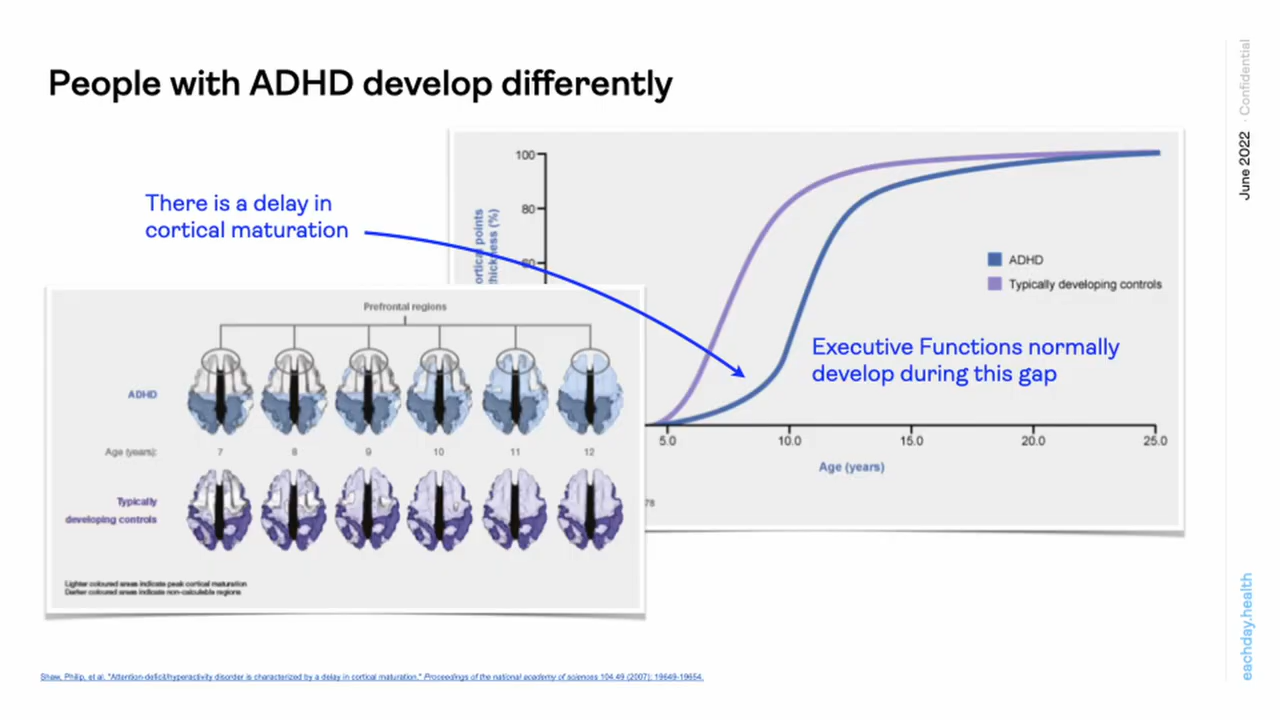 People with ADHD develop differently
There is a delay in
cortical maturation
100
80
60
ortical points
thickness (%)
ADHD
Typically developing controls
Executive Functions normally
develop during this gap
5.0 10.0 15.0 20.0 25.0
Age (years)
78
Prefrontal regions
ADHD
Age (years): 7 8 9 10 11 12
Typically
developing controls
Lighter coloured areas indicate peak cortical maturation
Darker coloured areas indicate non-calculable regions
Shaw, Philip, et al. "Attention-deficit/hyperactivity disorder is characterized by a delay in cortical maturation." Proceedings of the national academy of sciences 104.49 (2007): 19649-19654.
June 2022 · Confidential
eachday.health